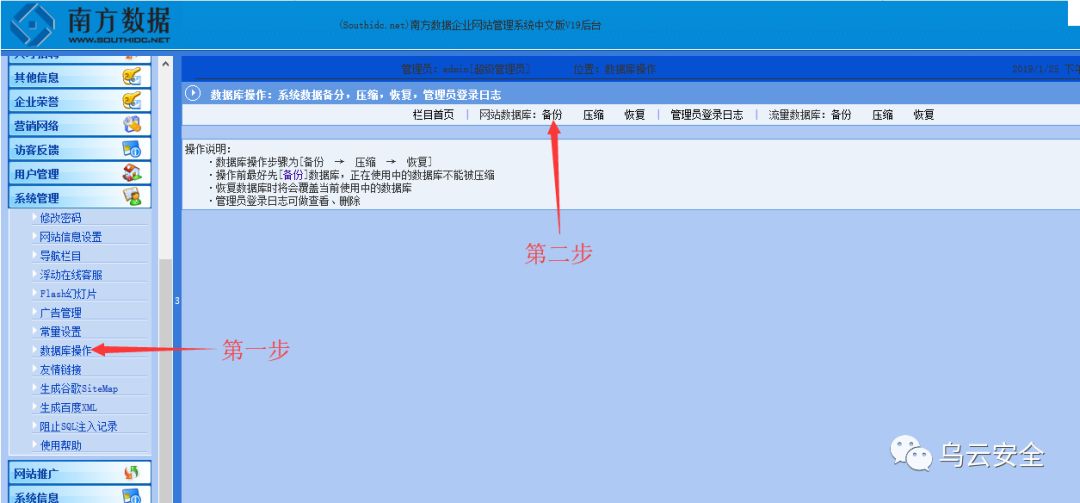 南方数据
WWW.SOUTHIDC.NET
(Southidc.net)南方数据企业网站管理系统中文版V19后台
管理员：admin[超级管理员] 位置：数据库操作 2019/1/25 下午
数据库操作：系统数据备分，压缩，恢复，管理员登录日志
栏目首页 | 网站数据库：备份 压缩 恢复 | 管理员登录日志 | 流量数据库：备份 压缩 恢复
操作说明：
·数据库操作步骤为[备份 → 压缩 → 恢复]
·操作前最好先[备份]数据库，正在使用中的数据库不能被压缩
·恢复数据库时将会覆盖当前使用中的数据库
·管理员登录日志可做查看、删除
其他信息
企业荣誉
营销网络
访客反馈
用户管理
系统管理
修改密码
网站信息设置
导航栏目
浮动在线客服
Flash幻灯片
广告管理
常量设置
数据库操作
友情链接
生成谷歌SiteMap
生成百度XML
阻止SQL注入记录
使用帮助
网站推广
系统信息
3
第二步
第一步
乌云安全